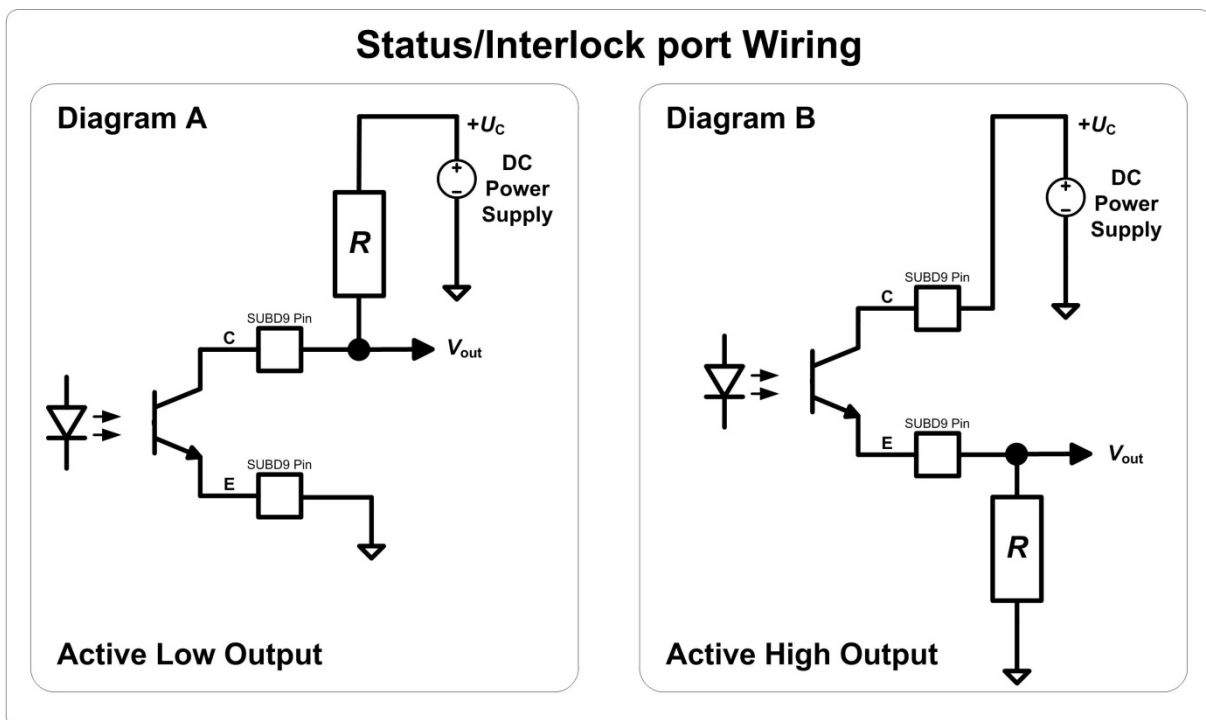 Status/Interlock port Wiring
Diagram A
+UC
DC
Power
Supply
R
SUBD9 Pin
C
Vout
SUBD9 Pin
E
Active Low Output
Diagram B
+UC
DC
Power
Supply
SUBD9 Pin
C
SUBD9 Pin
E
Vout
R
Active High Output